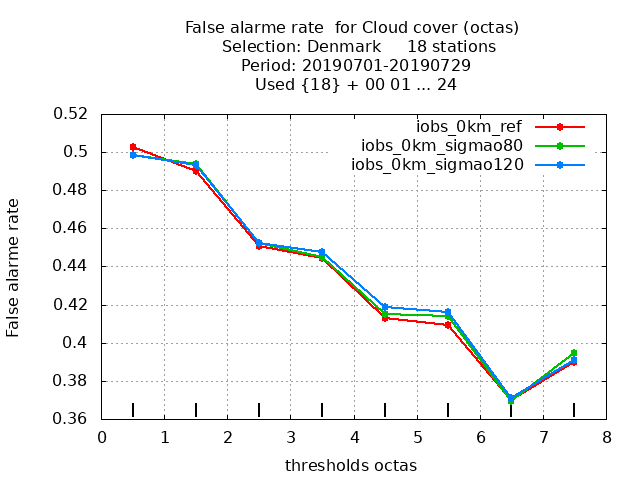 False alarme rate  for Cloud cover (octas)
Selection: Denmark     18 stations
Period: 20190701-20190729
Used {18} + 00 01 ... 24
iobs_0km_ref
iobs_0km_sigmao80
iobs_0km_sigmao120
False alarme rate
0.52
0.5
0.48
0.46
0.44
0.42
0.4
0.38
0.36
0 1 2 3 4 5 6 7 8
thresholds octas